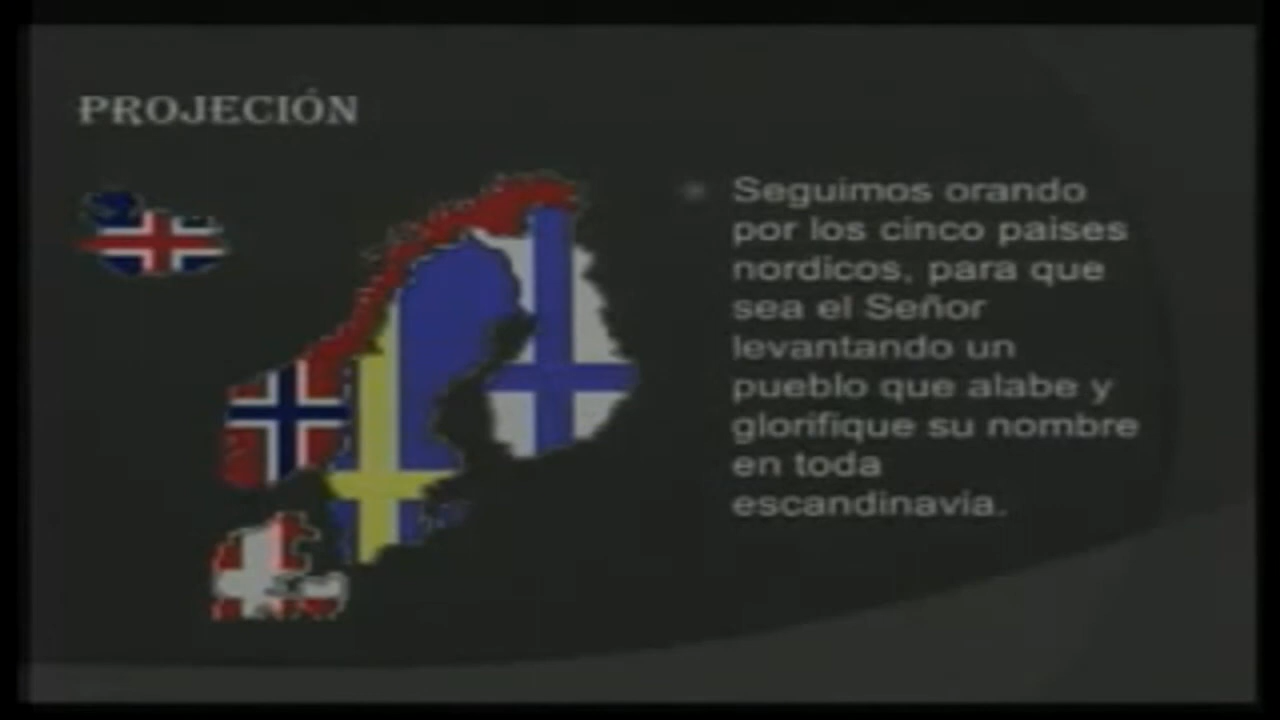 PROJECIÓN
Seguimos orando
por los cinco paises
nordicos, para que
sea el Señor
levantando un
pueblo que alabe y
glorifique su nombre
en toda
escandinavia.